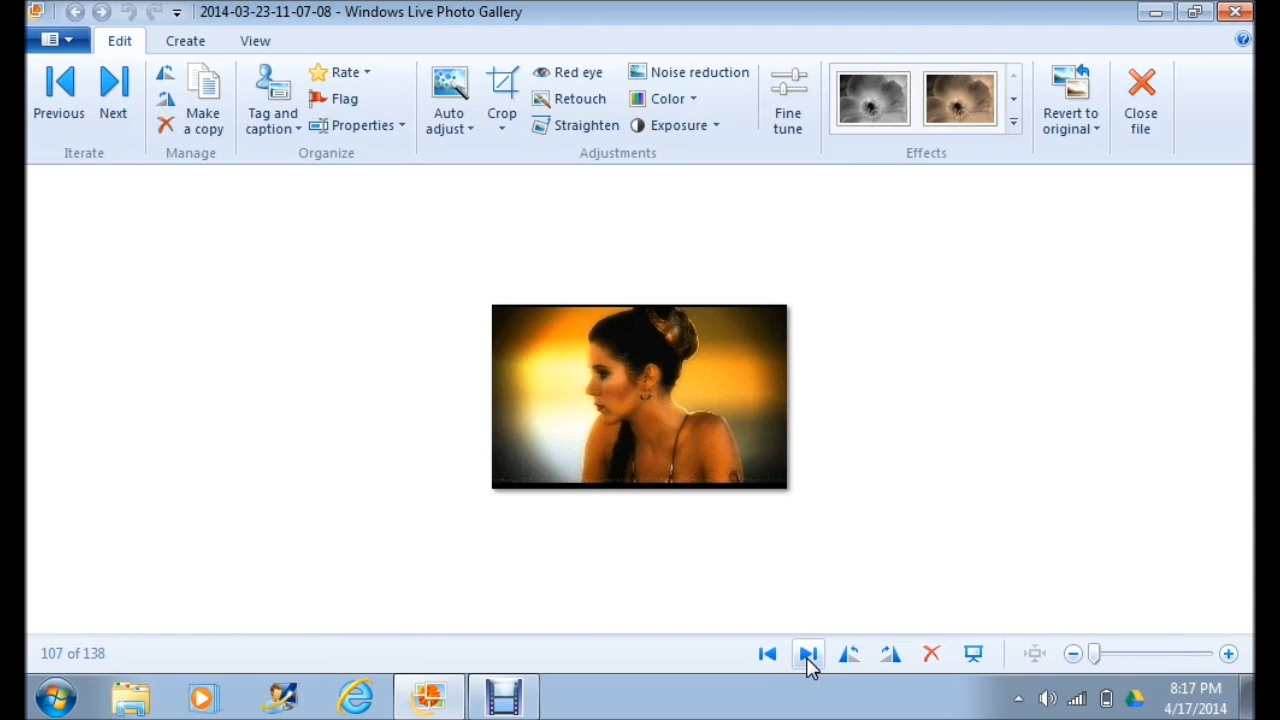 2014-03-23-11-07-08 - Windows Live Photo Gallery
Edit
Create
View
Previous
Next
Iterate
Make
a copy
Manage
Tag and
caption
Rate
Flag
Properties
Organize
Auto
adjust
Crop
Red eye
Retouch
Straighten
Noise reduction
Color
Exposure
Adjustments
Fine
tune
Effects
Revert to
original
Close
file
107 of 138
8:17 PM
4/17/2014